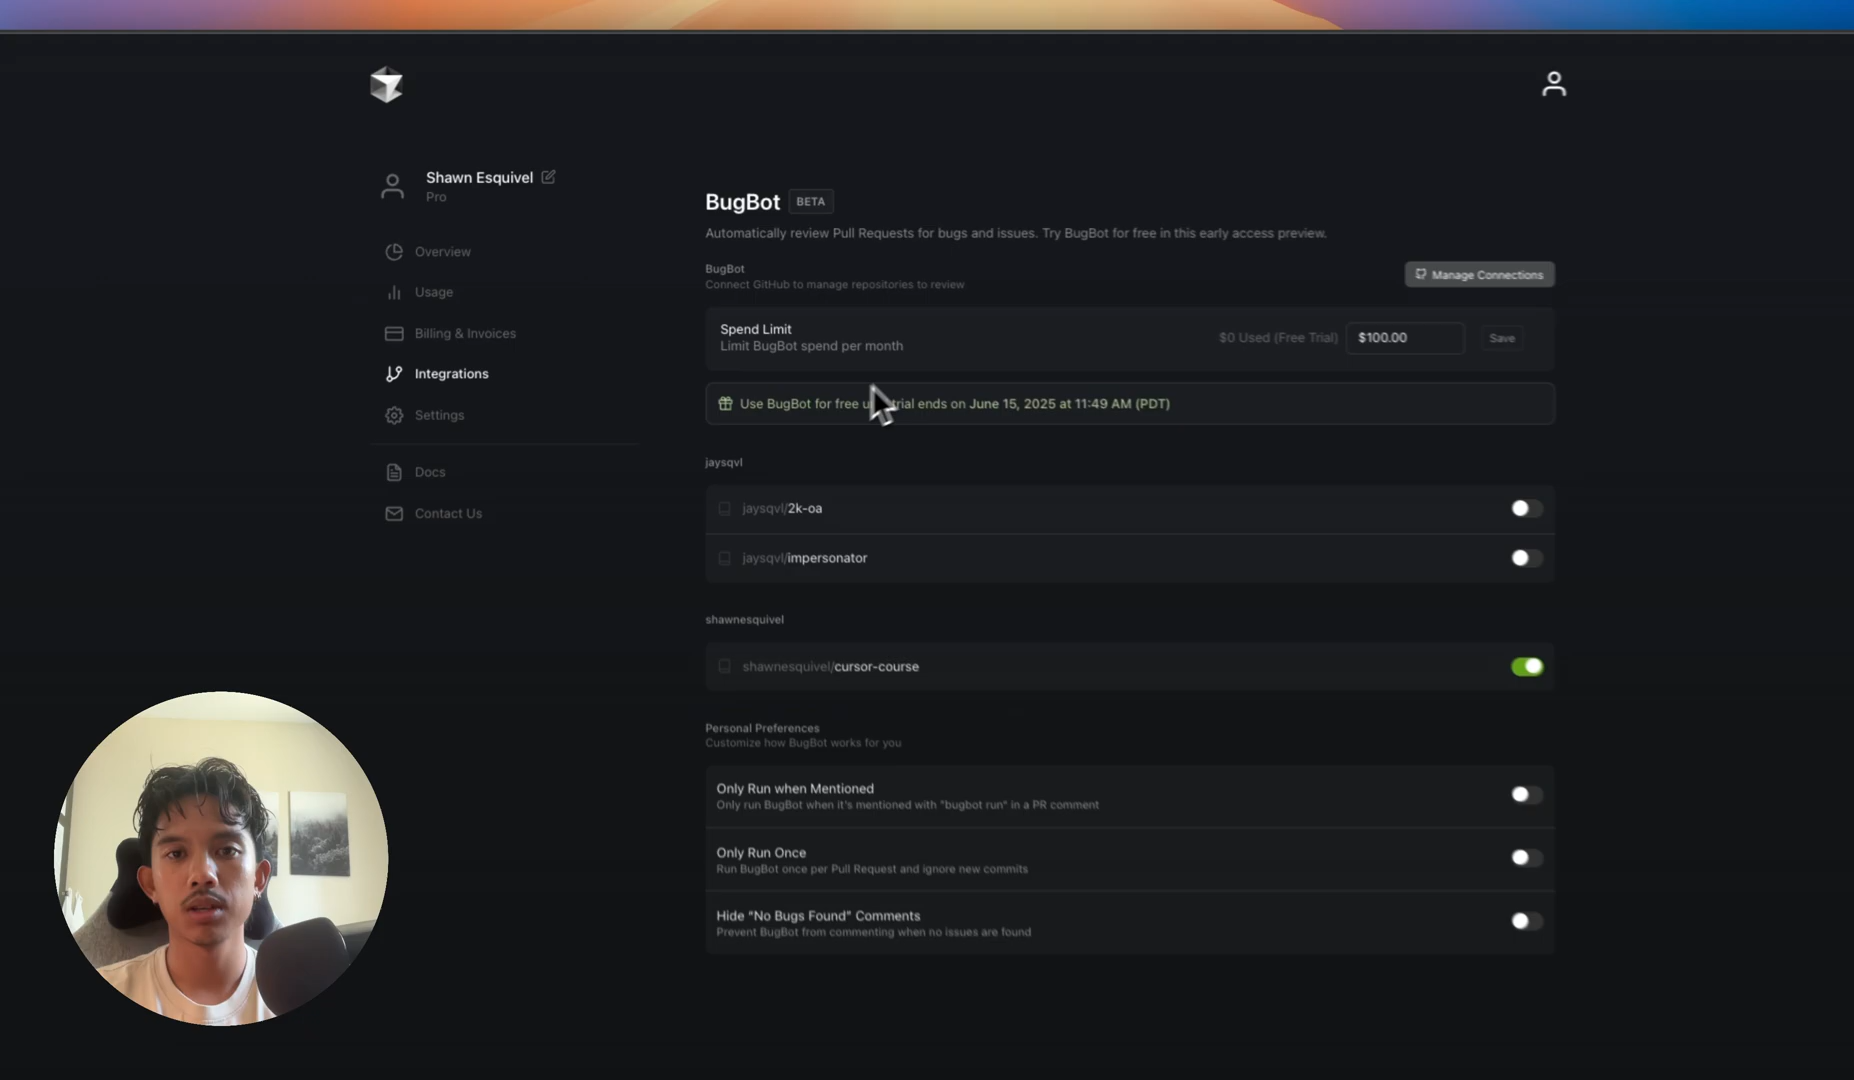 Shawn Esquivel
Pro
Overview
Usage
Billing & Invoices
Integrations
Settings
Docs
Contact Us
BugBot BETA
Automatically review Pull Requests for bugs and issues. Try BugBot for free in this early access preview.
BugBot
Connect GitHub to manage repositories to review
Manage Connections
Spend Limit
Limit BugBot spend per month
$0 Used (Free Trial) $100.00 Save
Use BugBot for free trial ends on June 15, 2025 at 11:49 AM (PDT)
jaysqvl
jaysqvl/2k-oa
jaysqvl/impersonator
shawnesquivel
shawnesquivel/cursor-course
Personal Preferences
Customize how BugBot works for you
Only Run when Mentioned
Only run BugBot when it's mentioned with "bugbot run" in a PR comment
Only Run Once
Run BugBot once per Pull Request and ignore new commits
Hide "No Bugs Found" Comments
Prevent BugBot from commenting when no issues are found